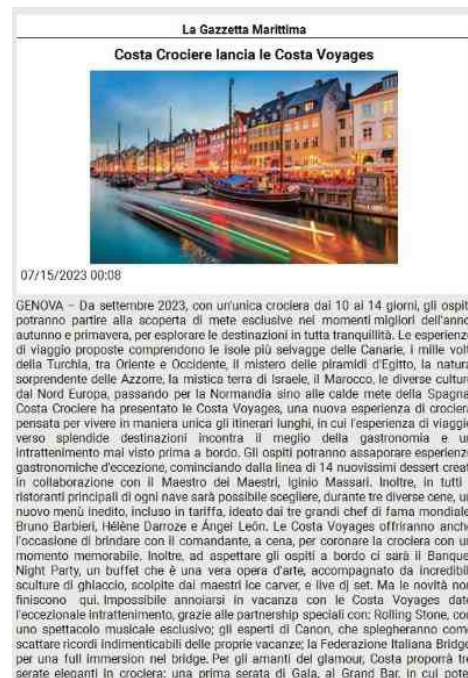 La Gazzetta Marittima
Costa Crociere lancia le Costa Voyages
07/15/2023 00:08
GENOVA – Da settembre 2023, con un'unica crociera dai 10 ai 14 giorni, gli ospiti
potranno partire alla scoperta di mete esclusive nei momenti migliori dell'anno,
autunno e primavera, per esplorare le destinazioni in tutta tranquillità. Le esperienze
di viaggio proposte comprendono le isole più selvagge delle Canarie, i mille volti
della Turchia, tra Oriente e Occidente, il mistero delle piramidi d'Egitto, la natura
sorprendente delle Azzorre, la mistica terra di Israele, il Marocco, le diverse culture
dal Nord Europa, passando per la Normandia sino alle calde mete della Spagna.
Costa Crociere ha presentato le Costa Voyages, una nuova esperienza di crociera
pensata per vivere in maniera unica gli itinerari lunghi, in cui l'esperienza di viaggio
verso splendide destinazioni incontra il meglio della gastronomia e un
intrattenimento mai visto prima a bordo. Gli ospiti potranno assaporare esperienze
gastronomiche d'eccezione, cominciando dalla linea di 14 nuovissimi dessert creati
in collaborazione con il Maestro dei Maestri, Iginio Massari. Inoltre, in tutti i
ristoranti principali di ogni nave sarà possibile scegliere, durante tre diverse cene, un
nuovo menù inedito, incluso in tariffa, ideato dai tre grandi chef di fama mondiale,
Bruno Barbieri, Hélène Darroze e Ángel León. Le Costa Voyages offriranno anche
l'occasione di brindare con il comandante, a cena, per coronare la crociera con un
momento memorabile. Inoltre, ad aspettare gli ospiti a bordo ci sarà il Banquet
Night Party, un buffet che è una vera opera d'arte, accompagnato da incredibili
sculture di ghiaccio, scolpite dai maestri ice carver, e live dj set. Ma le novità non
finiscono qui. Impossibile annoiarsi in vacanza con le Costa Voyages date
l'eccezionale intrattenimento, grazie alle partnership speciali con: Rolling Stone, con
uno spettacolo musicale esclusivo; gli esperti di Canon, che spiegheranno come
scattare ricordi indimenticabili delle proprie vacanze; la Federazione Italiana Bridge
per una full immersion nel bridge. Per gli amanti del glamour, Costa proporrà tre
serate eleganti in crociera: una prima serata di Gala, al Grand Bar, in cui poter